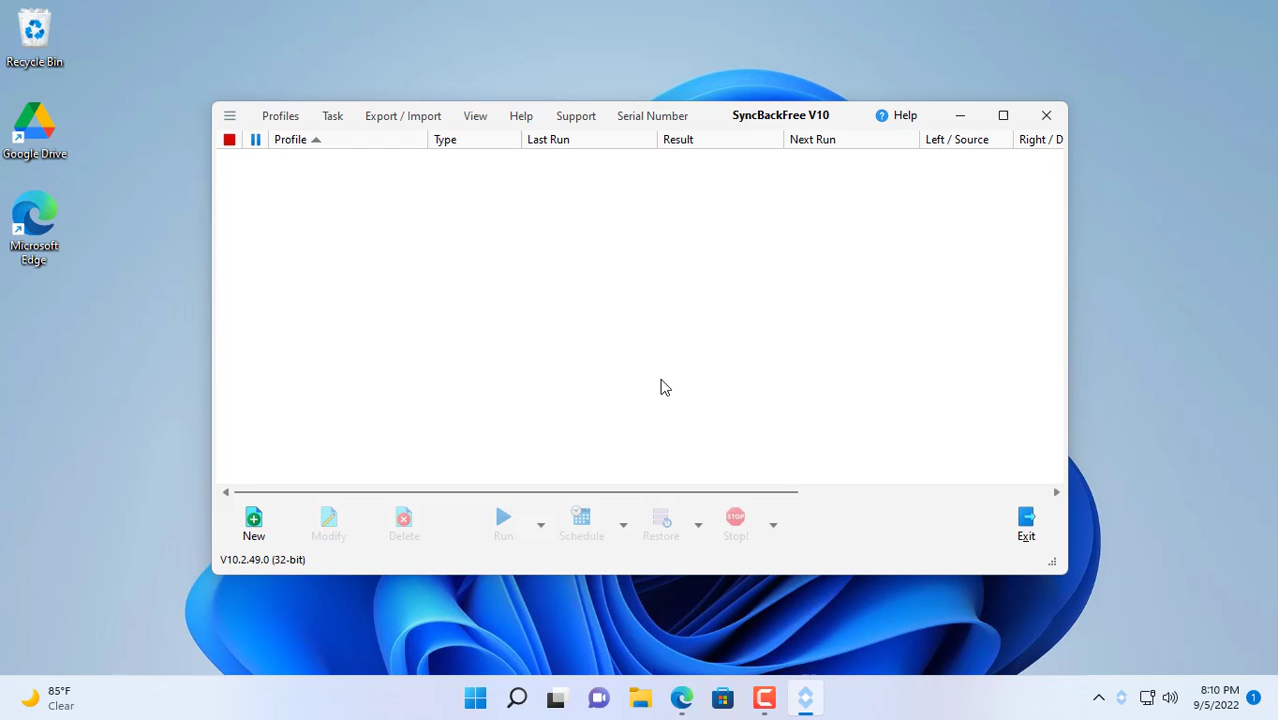 Recycle Bin
Google Drive
Microsoft
Edge
Profiles Task Export / Import View Help Support Serial Number SyncBackFree V10 ? Help
Profile Type Last Run Result Next Run Left / Source Right / D
New Modify Delete Run Schedule Restore STOP Stop! Exit
V10.2.49.0 (32-bit)
85°F
Clear
8:10 PM
9/5/2022
1